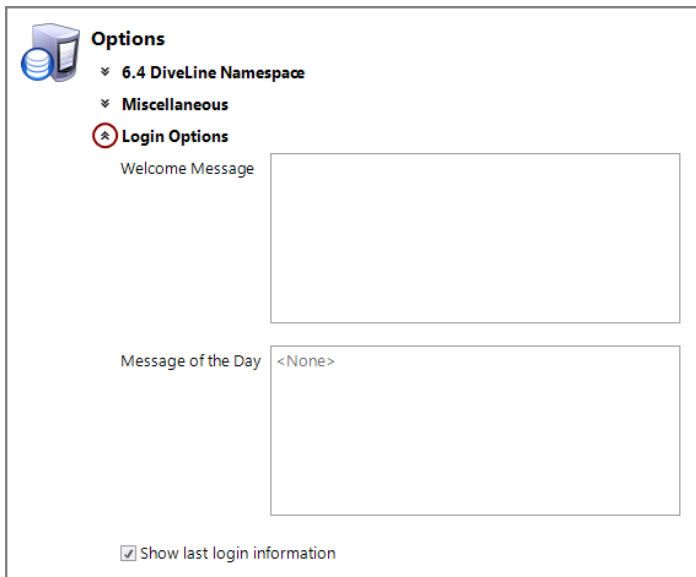 Options
6.4 DiveLine Namespace
Miscellaneous
Login Options
Welcome Message
Message of the Day
<None>
Show last login information